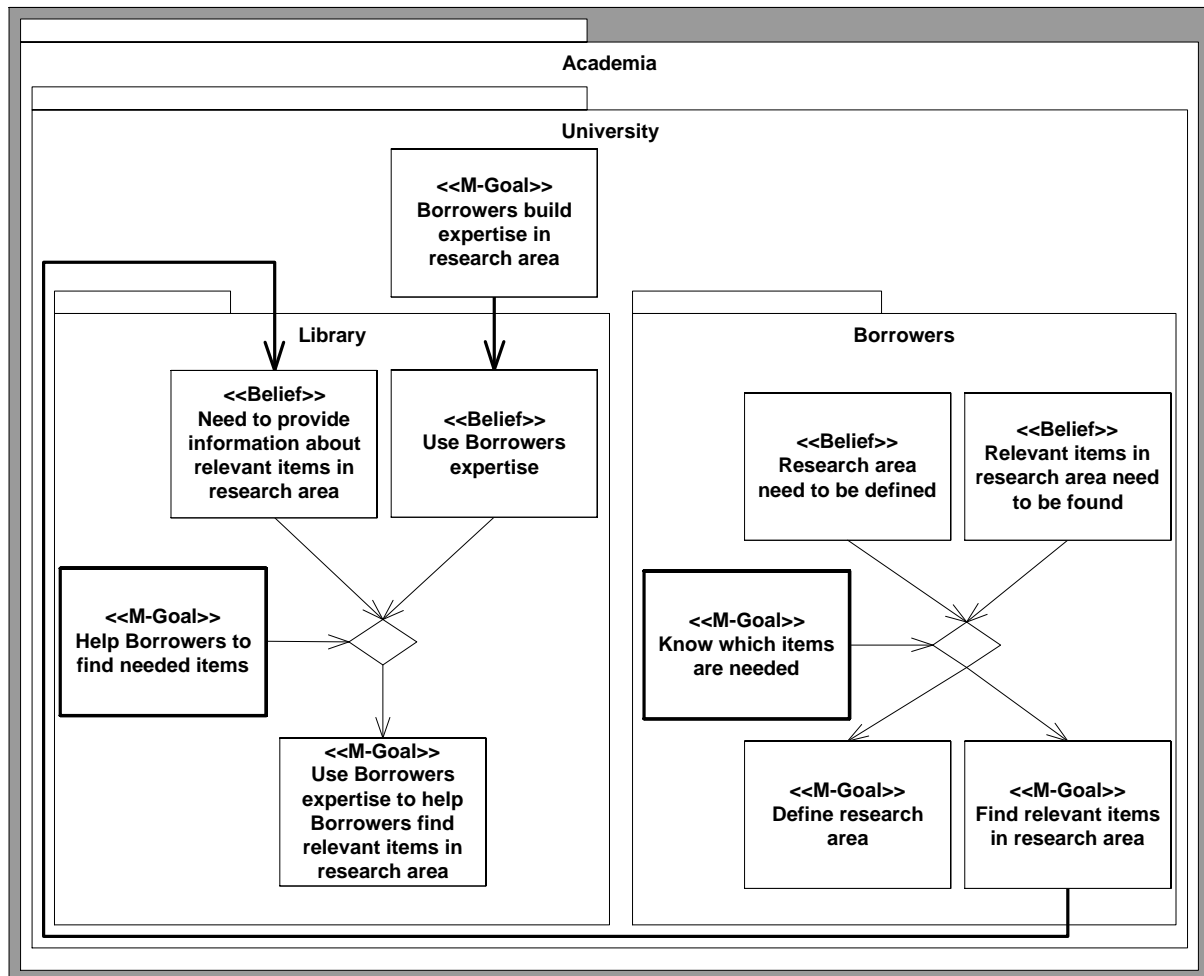 Academia
University
<<M-Goal>>
Borrowers build
expertise in
research area
Library
<<Belief>>
Need to provide
information about
relevant items in
research area
<<Belief>>
Use Borrowers
expertise
<<M-Goal>>
Help Borrowers to
find needed items
<<M-Goal>>
Use Borrowers
expertise to help
Borrowers find
relevant items in
research area
Borrowers
<<Belief>>
Research area
need to be defined
<<Belief>>
Relevant items in
research area need
to be found
<<M-Goal>>
Know which items
are needed
<<M-Goal>>
Define research
area
<<M-Goal>>
Find relevant items
in research area